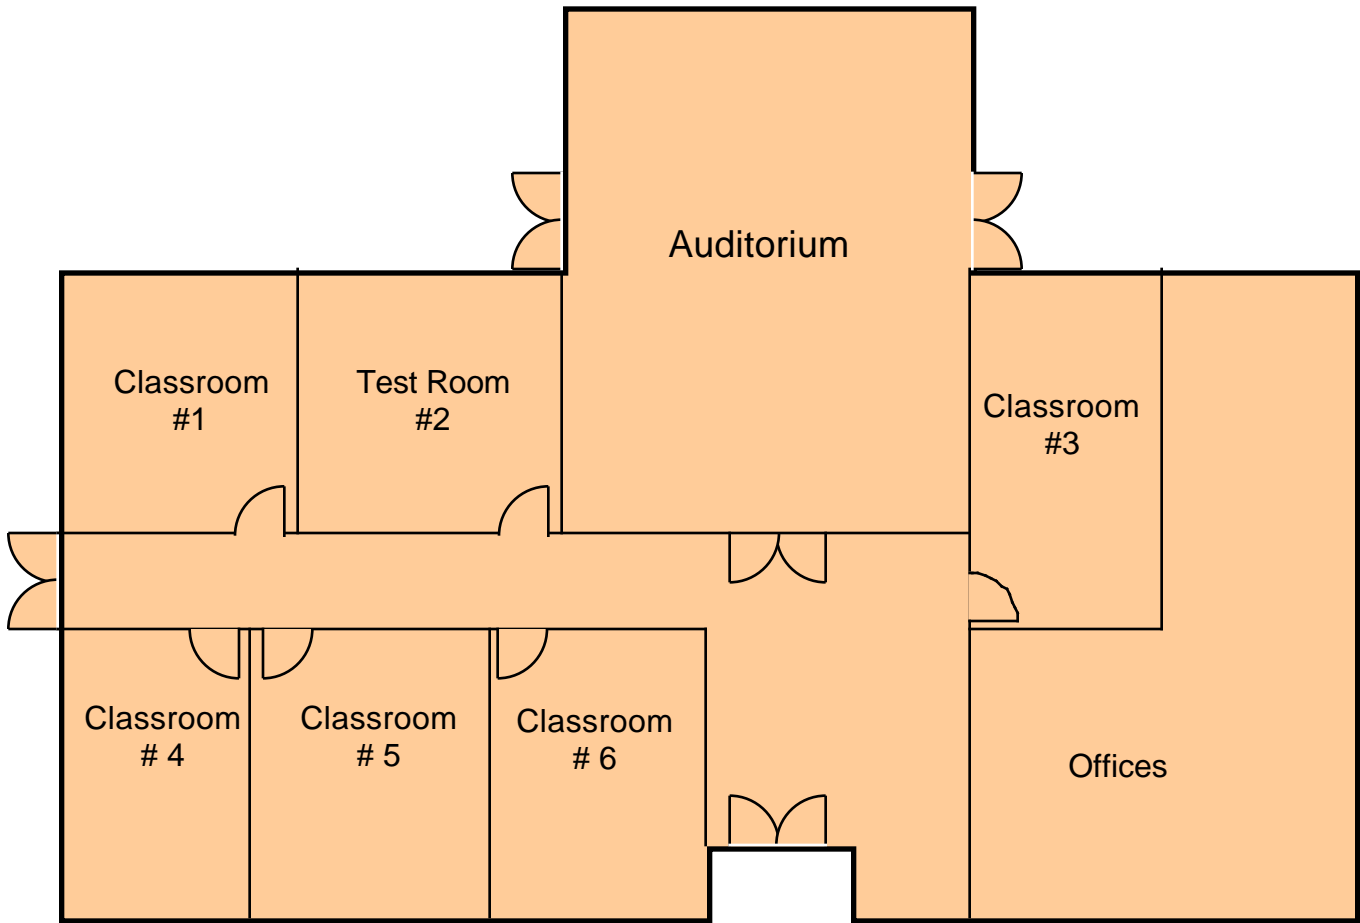 Auditorium
Classroom
#1
Test Room
#2
Classroom
#3
Classroom
# 4
Classroom
# 5
Classroom
# 6
Offices